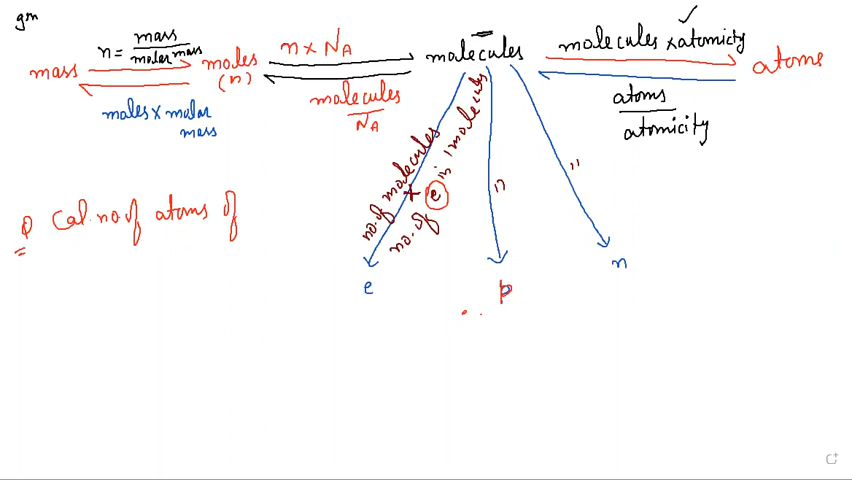 gm
mass
n = mass / molar mass
moles × molar mass
moles
(n)
n × NA
molecules / NA
molecules
molecules × atomicity
atoms / atomicity
atoms
no. of molecules × no. of e in 1 molecule
"
"
e
p
n
Q Cal. no. of atoms of